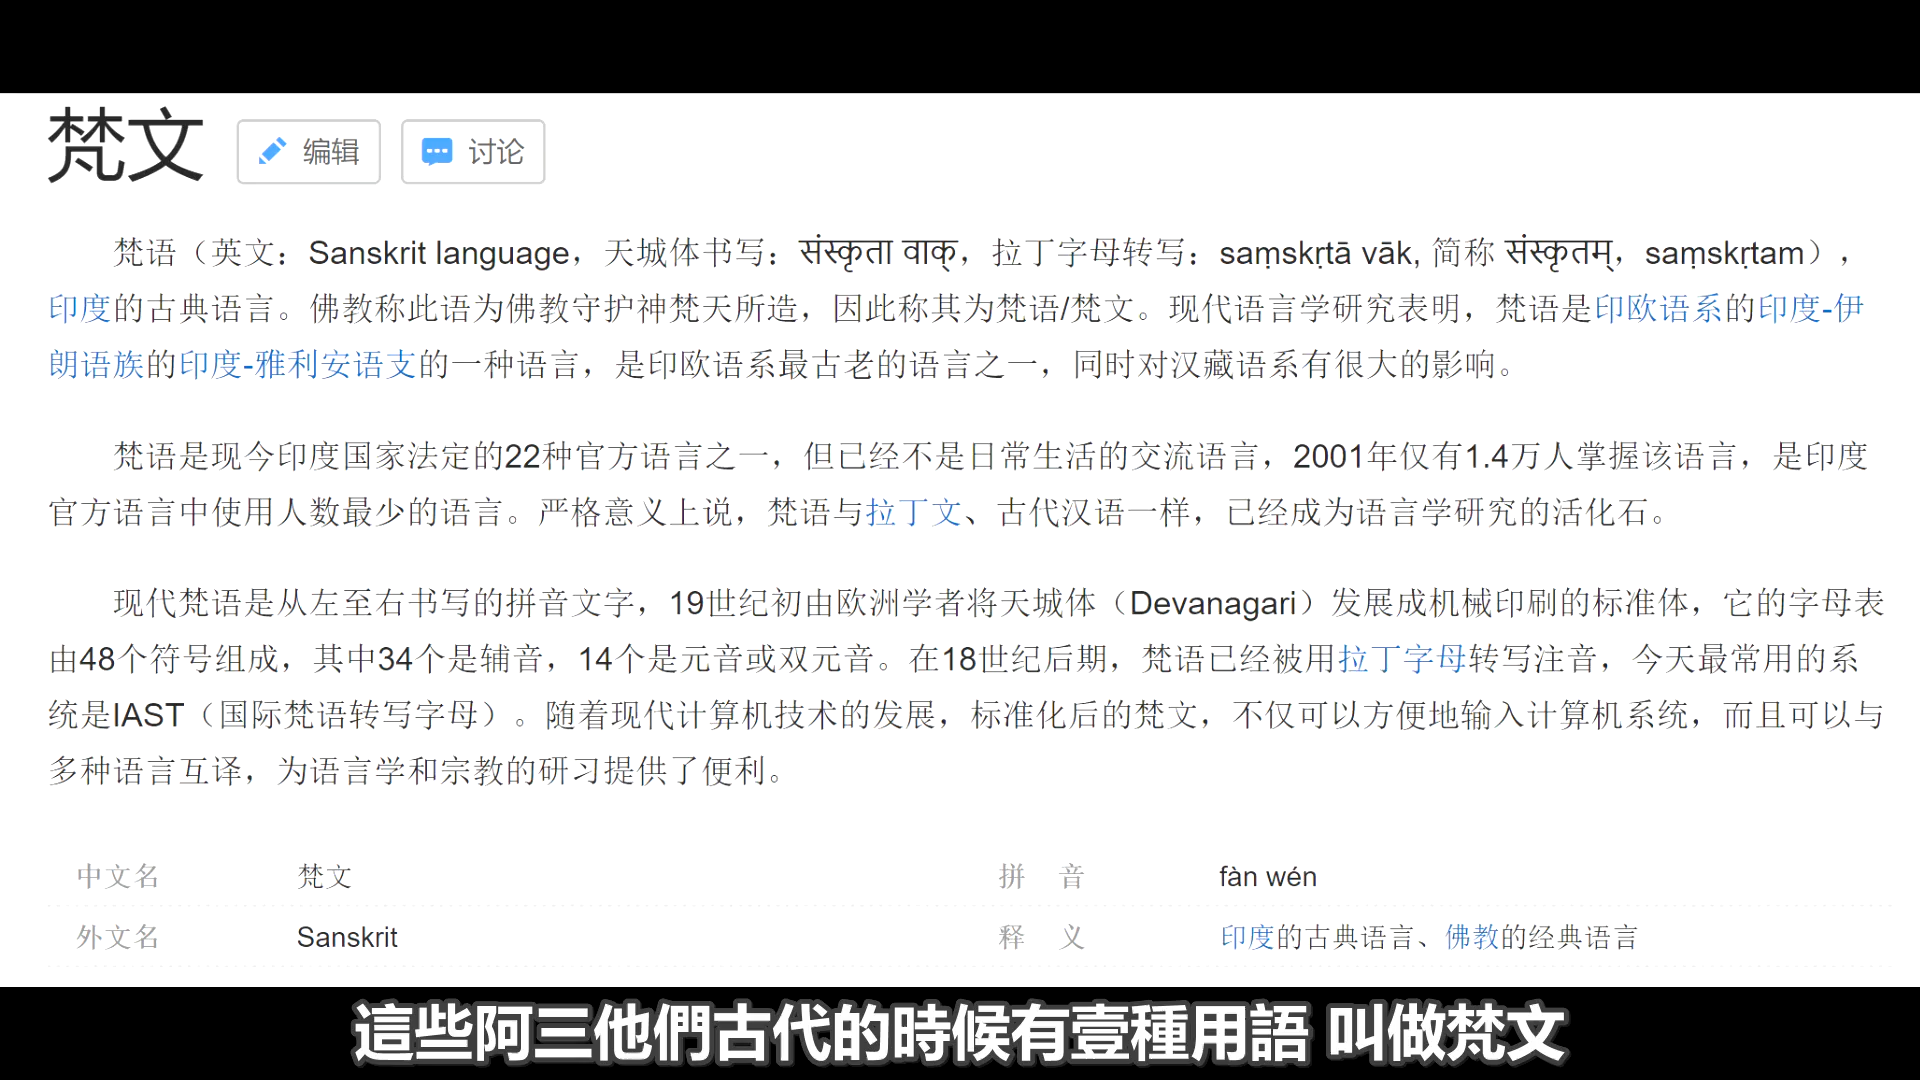 梵文 编辑 讨论
梵语（英文：Sanskrit language，天城体书写：संस्कृता वाक्，拉丁字母转写：saṃskṛtā vāk, 简称 संस्कृतम्，saṃskṛtam），
印度的古典语言。佛教称此语为佛教守护神梵天所造，因此称其为梵语/梵文。现代语言学研究表明，梵语是印欧语系的印度-伊
朗语族的印度-雅利安语支的一种语言，是印欧语系最古老的语言之一，同时对汉藏语系有很大的影响。
梵语是现今印度国家法定的22种官方语言之一，但已经不是日常生活的交流语言，2001年仅有1.4万人掌握该语言，是印度
官方语言中使用人数最少的语言。严格意义上说，梵语与拉丁文、古代汉语一样，已经成为语言学研究的活化石。
现代梵语是从左至右书写的拼音文字，19世纪初由欧洲学者将天城体（Devanagari）发展成机械印刷的标准体，它的字母表
由48个符号组成，其中34个是辅音，14个是元音或双元音。在18世纪后期，梵语已经被用拉丁字母转写注音，今天最常用的系
统是IAST（国际梵语转写字母）。随着现代计算机技术的发展，标准化后的梵文，不仅可以方便地输入计算机系统，而且可以与
多种语言互译，为语言学和宗教的研习提供了便利。
中文名 梵文 拼音 fàn wén
外文名 Sanskrit 释义 印度的古典语言、佛教的经典语言
這些阿三他們古代的時候有壹種用語 叫做梵文